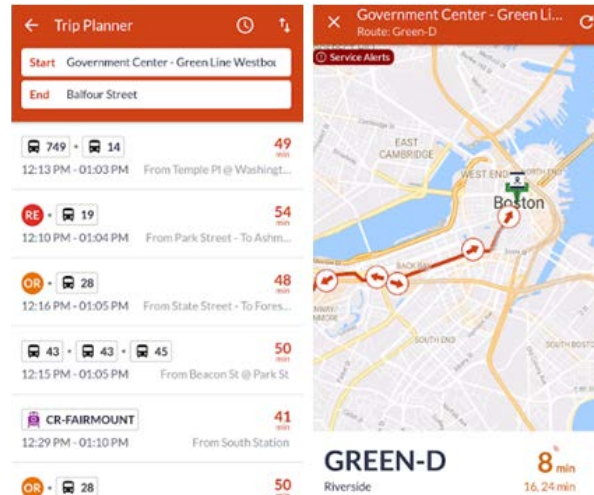 Trip Planner
Start Government Center - Green Line Westbou
End Balfour Street
749 • 14
49
min
12:13 PM - 01:03 PM From Temple Pl @ Washingt...
RE • 19
54
min
12:10 PM - 01:04 PM From Park Street - To Ashm...
OR • 28
48
min
12:16 PM - 01:05 PM From State Street - To Fores...
43 • 43 • 45
50
min
12:15 PM - 01:05 PM From Beacon St @ Park St
CR-FAIRMOUNT
41
min
12:29 PM - 01:10 PM From South Station
OR • 28
50
min
Government Center - Green Li...
Route: Green-D
Service Alerts
EAST
CAMBRIDGE
WEST END
NORTH END
Boston
BACK BAY
SOUTH END
SOUTH BOSTO
GREEN-D
8 min
Riverside
16, 24 min